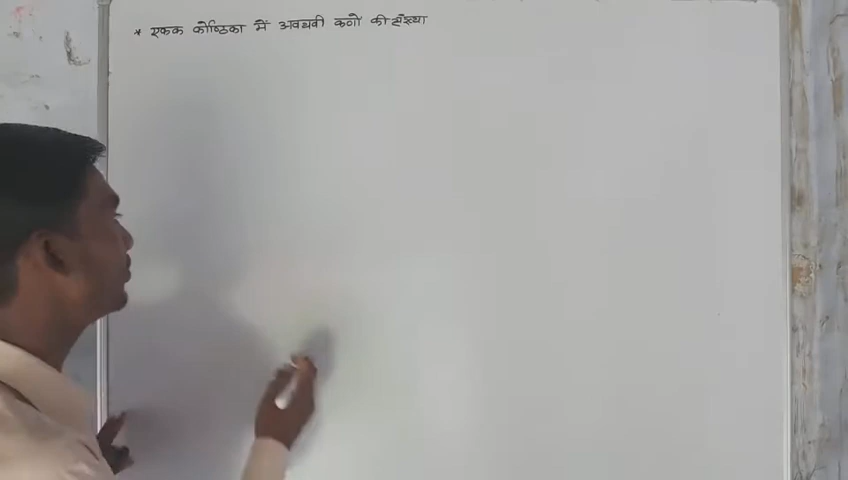 * एकक कोष्ठिका में अवयवी कणों की संख्या